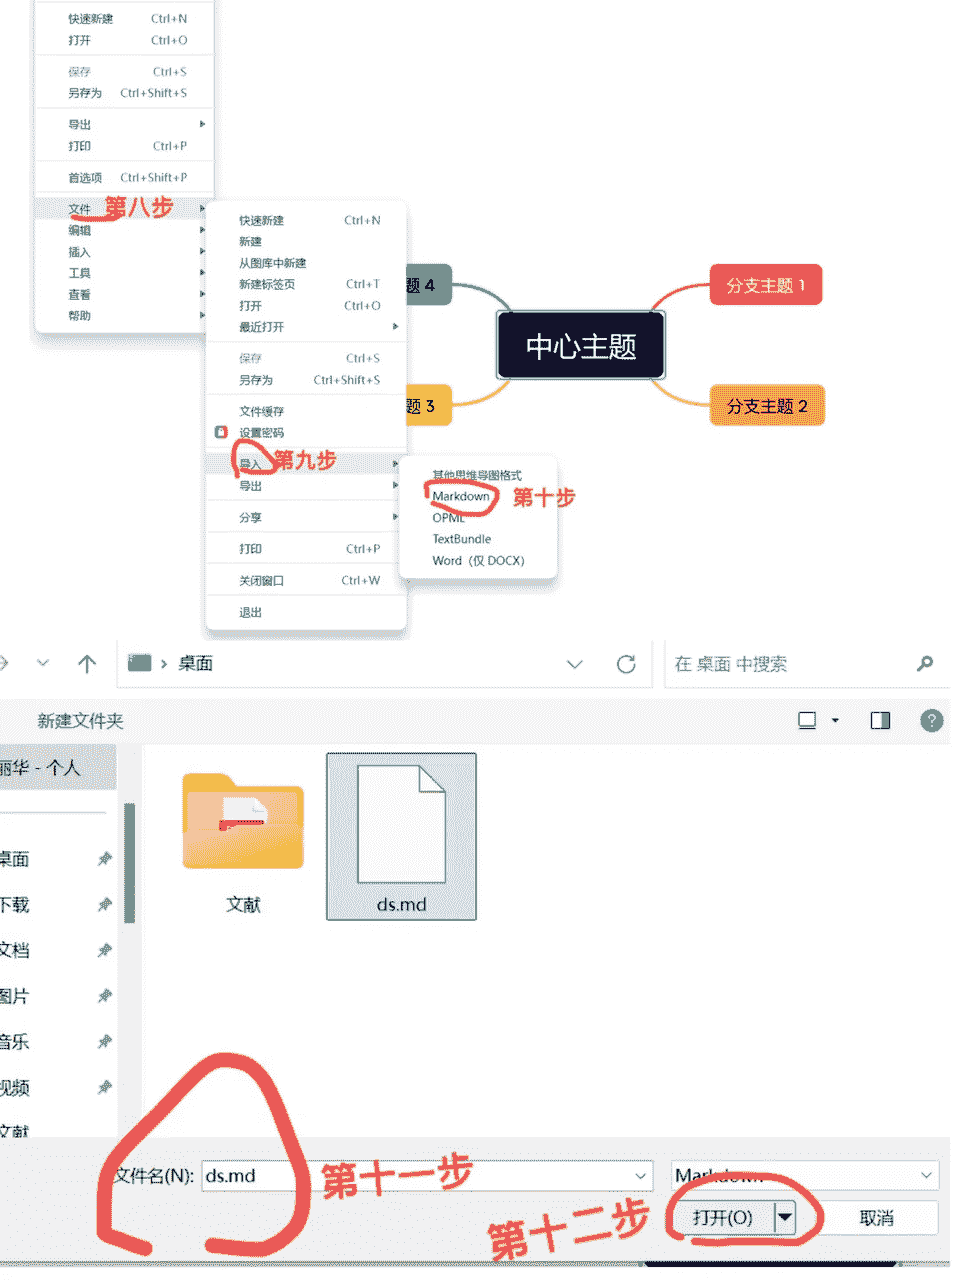 快速新建 Ctrl+N
打开 Ctrl+O
保存 Ctrl+S
另存为 Ctrl+Shift+S
导出
打印 Ctrl+P
首选项 Ctrl+Shift+P
文件 第八步
编辑
插入
工具
查看
帮助
快速新建 Ctrl+N
新建
从图库中新建
新建标签页 Ctrl+T
打开 Ctrl+O
最近打开
保存 Ctrl+S
另存为 Ctrl+Shift+S
文件缓存
设置密码
导入 第九步
导出
分享
打印 Ctrl+P
关闭窗口 Ctrl+W
退出
其他思维导图格式
Markdown 第十步
OPML
TextBundle
Word（仅 DOCX）
题 4
题 3
中心主题
分支主题 1
分支主题 2
桌面
在 桌面 中搜索
新建文件夹
丽华 - 个人
桌面
下载
文档
图片
音乐
视频
文献
文献
ds.md
文件名(N): ds.md
第十一步
Markdown
第十二步
打开(O)
取消